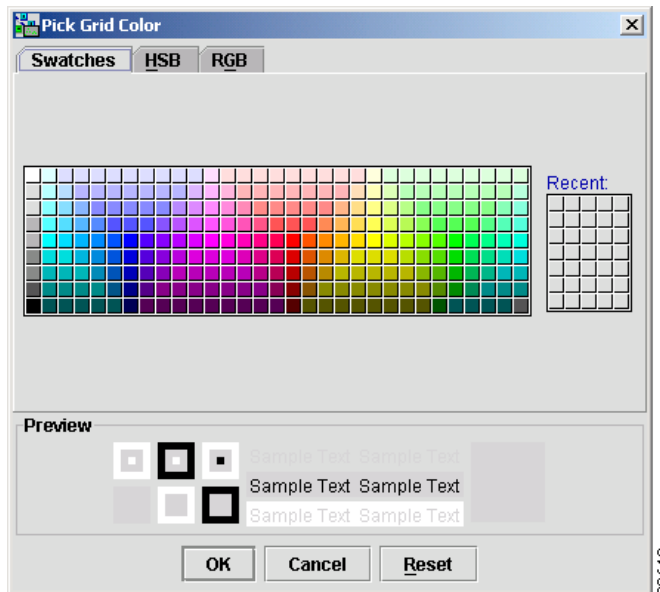 Pick Grid Color
Swatches HSB RGB
Recent:
Preview
Sample Text Sample Text
Sample Text Sample Text
Sample Text Sample Text
OK Cancel Reset